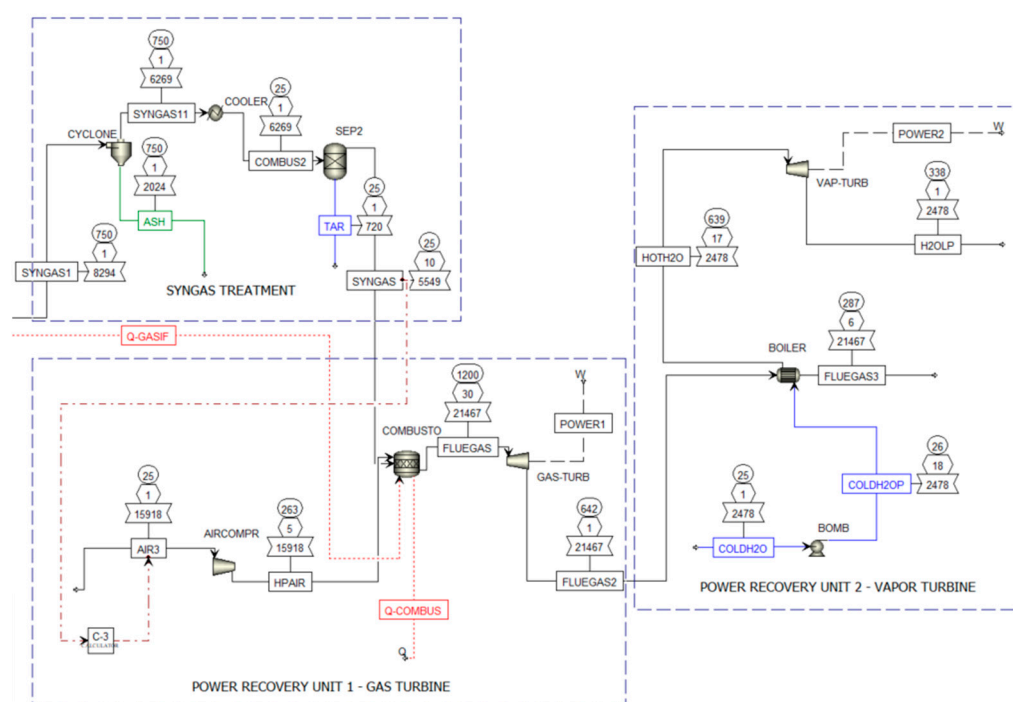 750
1
6269
SYNGAS11
COOLER
CYCLONE
25
1
6269
COMBUS2
SEP2
750
1
2024
ASH
TAR
25
1
720
SYNGAS1
750
1
8294
SYNGAS
25
10
5549
SYNGAS TREATMENT
Q-GASIF
1200
30
21467
COMBUSTO
FLUEGAS
W
POWER1
GAS-TURB
25
1
15918
AIR3
AIRCOMPR
263
5
15918
HPAIR
642
1
21467
FLUEGAS2
Q-COMBUS
Q
C-3
CALCULATOR
POWER RECOVERY UNIT 1 - GAS TURBINE
POWER2
W
VAP-TURB
338
1
2478
H2OLP
639
17
2478
HOTH2O
287
6
21467
BOILER
FLUEGAS3
26
18
2478
COLDH2OP
25
1
2478
COLDH2O
BOMB
POWER RECOVERY UNIT 2 - VAPOR TURBINE